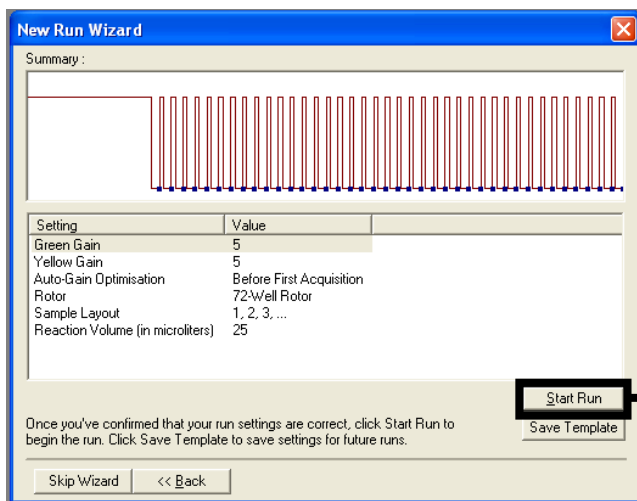 New Run Wizard
Summary :
Setting Value
Green Gain 5
Yellow Gain 5
Auto-Gain Optimisation Before First Acquisition
Rotor 72-Well Rotor
Sample Layout 1, 2, 3, ...
Reaction Volume (in microliters) 25
Start Run
Once you've confirmed that your run settings are correct, click Start Run to
begin the run. Click Save Template to save settings for future runs.
Save Template
Skip Wizard << Back